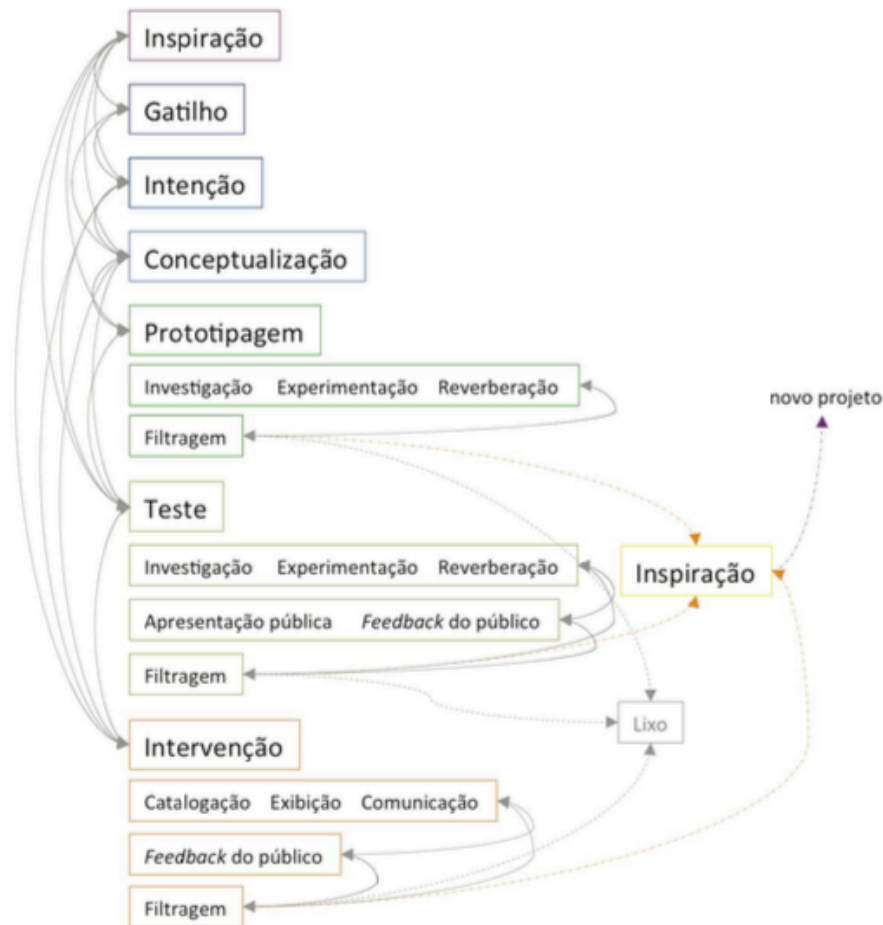 Inspiração
Gatilho
Intenção
Conceptualização
Prototipagem
Investigação Experimentação Reverberação
Filtragem
novo projeto
Teste
Investigação Experimentação Reverberação
Inspiração
Apresentação pública Feedback do público
Filtragem
Lixo
Intervenção
Catalogação Exibição Comunicação
Feedback do público
Filtragem